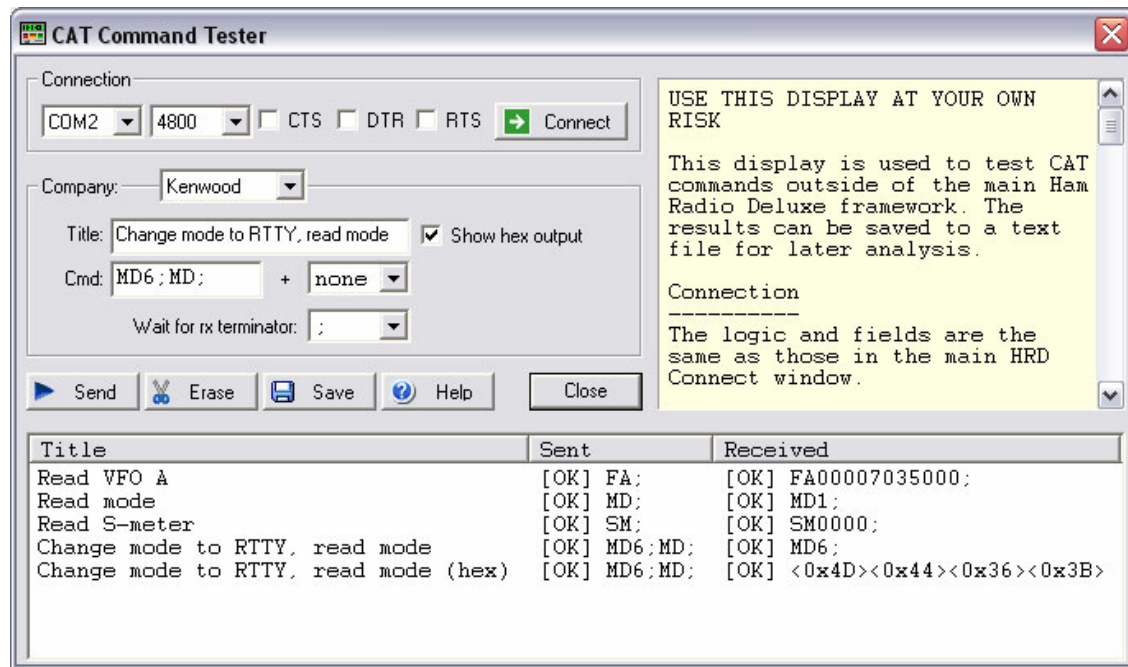 CAT Command Tester
Connection
COM2 4800 CTS DTR RTS Connect
Company: Kenwood
Title: Change mode to RTTY, read mode Show hex output
Cmd: MD6;MD; + none
Wait for rx terminator: ;
Send Erase Save Help Close
USE THIS DISPLAY AT YOUR OWN
RISK
This display is used to test CAT
commands outside of the main Ham
Radio Deluxe framework. The
results can be saved to a text
file for later analysis.
Connection
----------
The logic and fields are the
same as those in the main HRD
Connect window.
Title Sent Received
Read VFO A [OK] FA; [OK] FA00007035000;
Read mode [OK] MD; [OK] MD1;
Read S-meter [OK] SM; [OK] SM0000;
Change mode to RTTY, read mode [OK] MD6;MD; [OK] MD6;
Change mode to RTTY, read mode (hex) [OK] MD6;MD; [OK] <0x4D><0x44><0x36><0x3B>